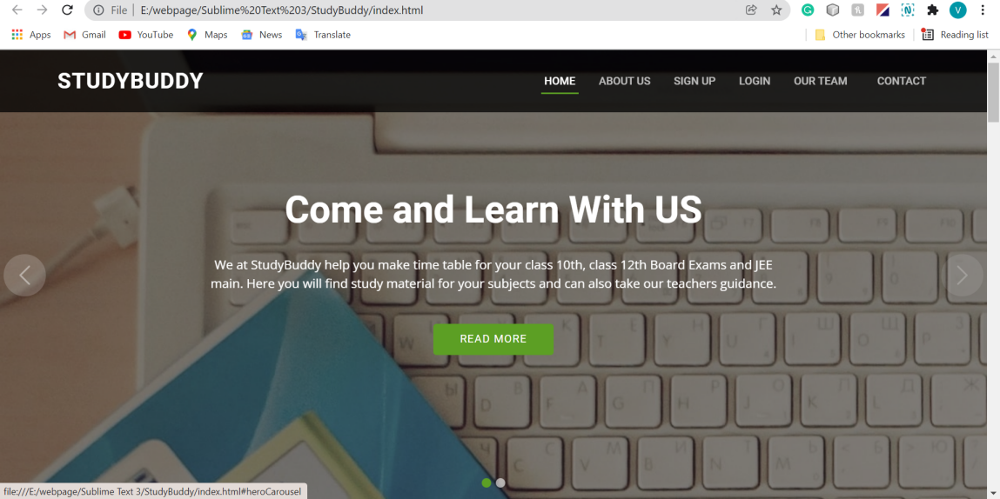 File | E:/webpage/Sublime%20Text%203/StudyBuddy/index.html
V
Apps Gmail YouTube Maps News Translate Other bookmarks Reading list
STUDYBUDDY HOME ABOUT US SIGN UP LOGIN OUR TEAM CONTACT
Come and Learn With US
We at StudyBuddy help you make time table for your class 10th, class 12th Board Exams and JEE
main. Here you will find study material for your subjects and can also take our teachers guidance.
READ MORE
file:///E:/webpage/Sublime Text 3/StudyBuddy/index.html#heroCarousel